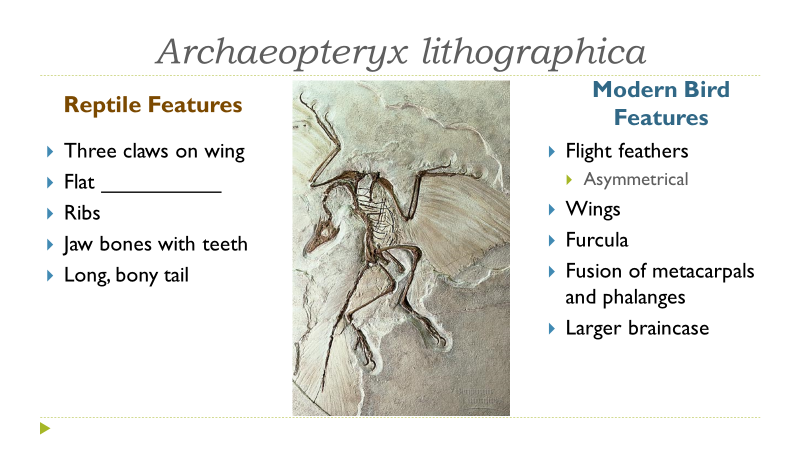 Archaeopteryx lithographica
Reptile Features
Three claws on wing
Flat ___________
Ribs
Jaw bones with teeth
Long, bony tail
Modern Bird
Features
Flight feathers
Asymmetrical
Wings
Furcula
Fusion of metacarpals
and phalanges
Larger braincase